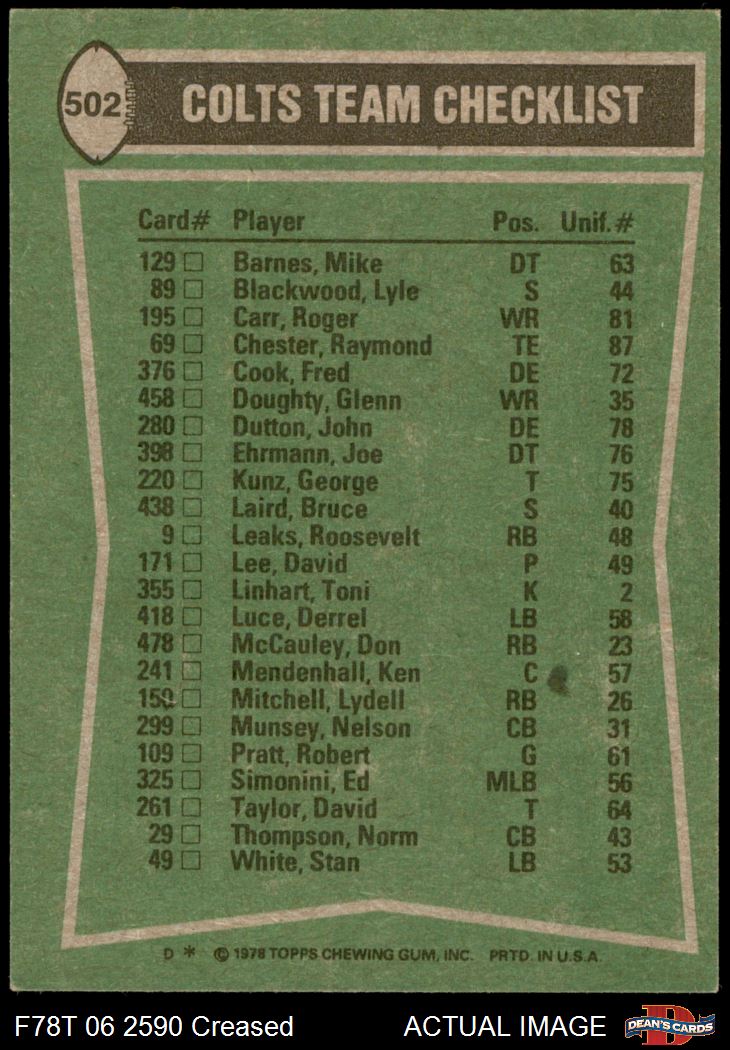 502
COLTS TEAM CHECKLIST
Card# Player Pos. Unif. #
129 Barnes, Mike DT 63
89 Blackwood, Lyle S 44
195 Carr, Roger WR 81
69 Chester, Raymond TE 87
376 Cook, Fred DE 72
458 Doughty, Glenn WR 35
280 Dutton, John DE 78
398 Ehrmann, Joe DT 76
220 Kunz, George T 75
438 Laird, Bruce S 40
9 Leaks, Roosevelt RB 48
171 Lee, David P 49
355 Linhart, Toni K 2
418 Luce, Derrel LB 58
478 McCauley, Don RB 23
241 Mendenhall, Ken C 57
150 Mitchell, Lydell RB 26
299 Munsey, Nelson CB 31
109 Pratt, Robert G 61
325 Simonini, Ed MLB 56
261 Taylor, David T 64
29 Thompson, Norm CB 43
49 White, Stan LB 53
D * © 1978 TOPPS CHEWING GUM, INC. PRTD. IN U.S.A.
F78T 06 2590 Creased ACTUAL IMAGE DEAN'S CARDS